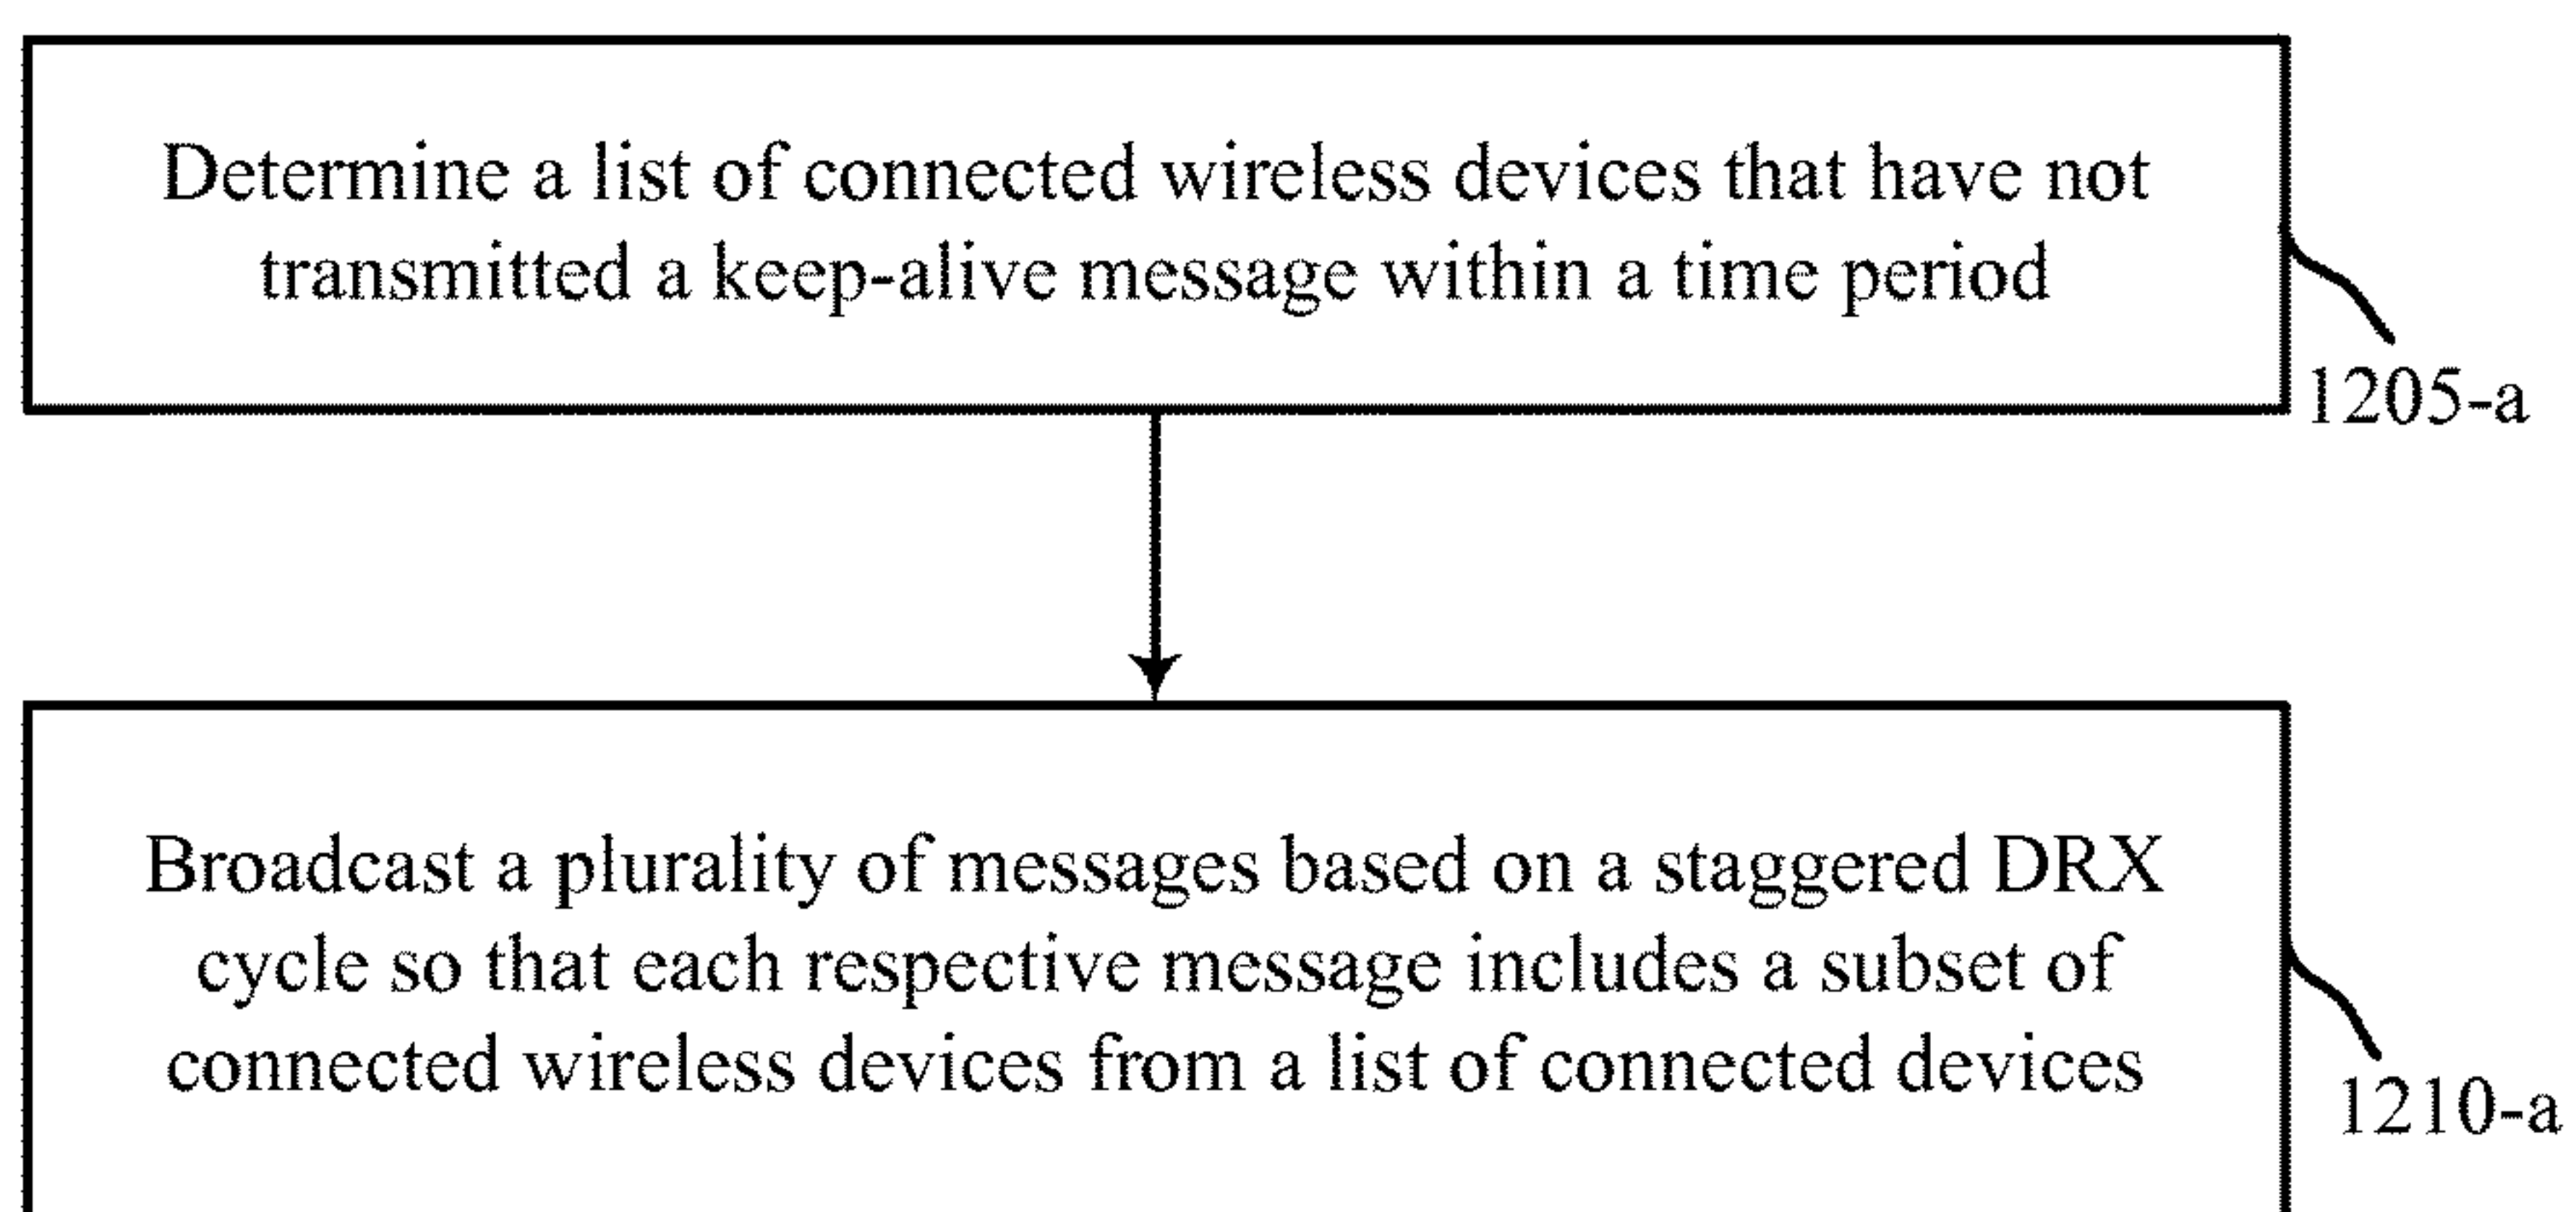 Determine a list of connected wireless devices that have not
transmitted a keep-alive message within a time period
1205-a
Broadcast a plurality of messages based on a staggered DRX
cycle so that each respective message includes a subset of
connected wireless devices from a list of connected devices
1210-a